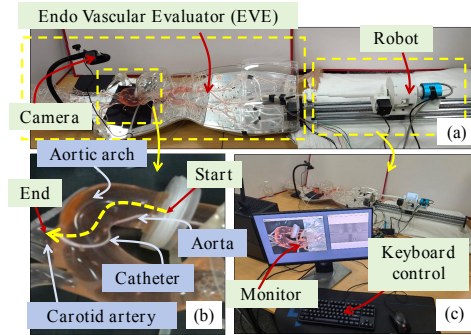 Endo Vascular Evaluator (EVE)
Robot
Camera
(a)
Aortic arch
End
Start
Aorta
Catheter
Carotid artery
(b)
Keyboard
control
Monitor
(c)